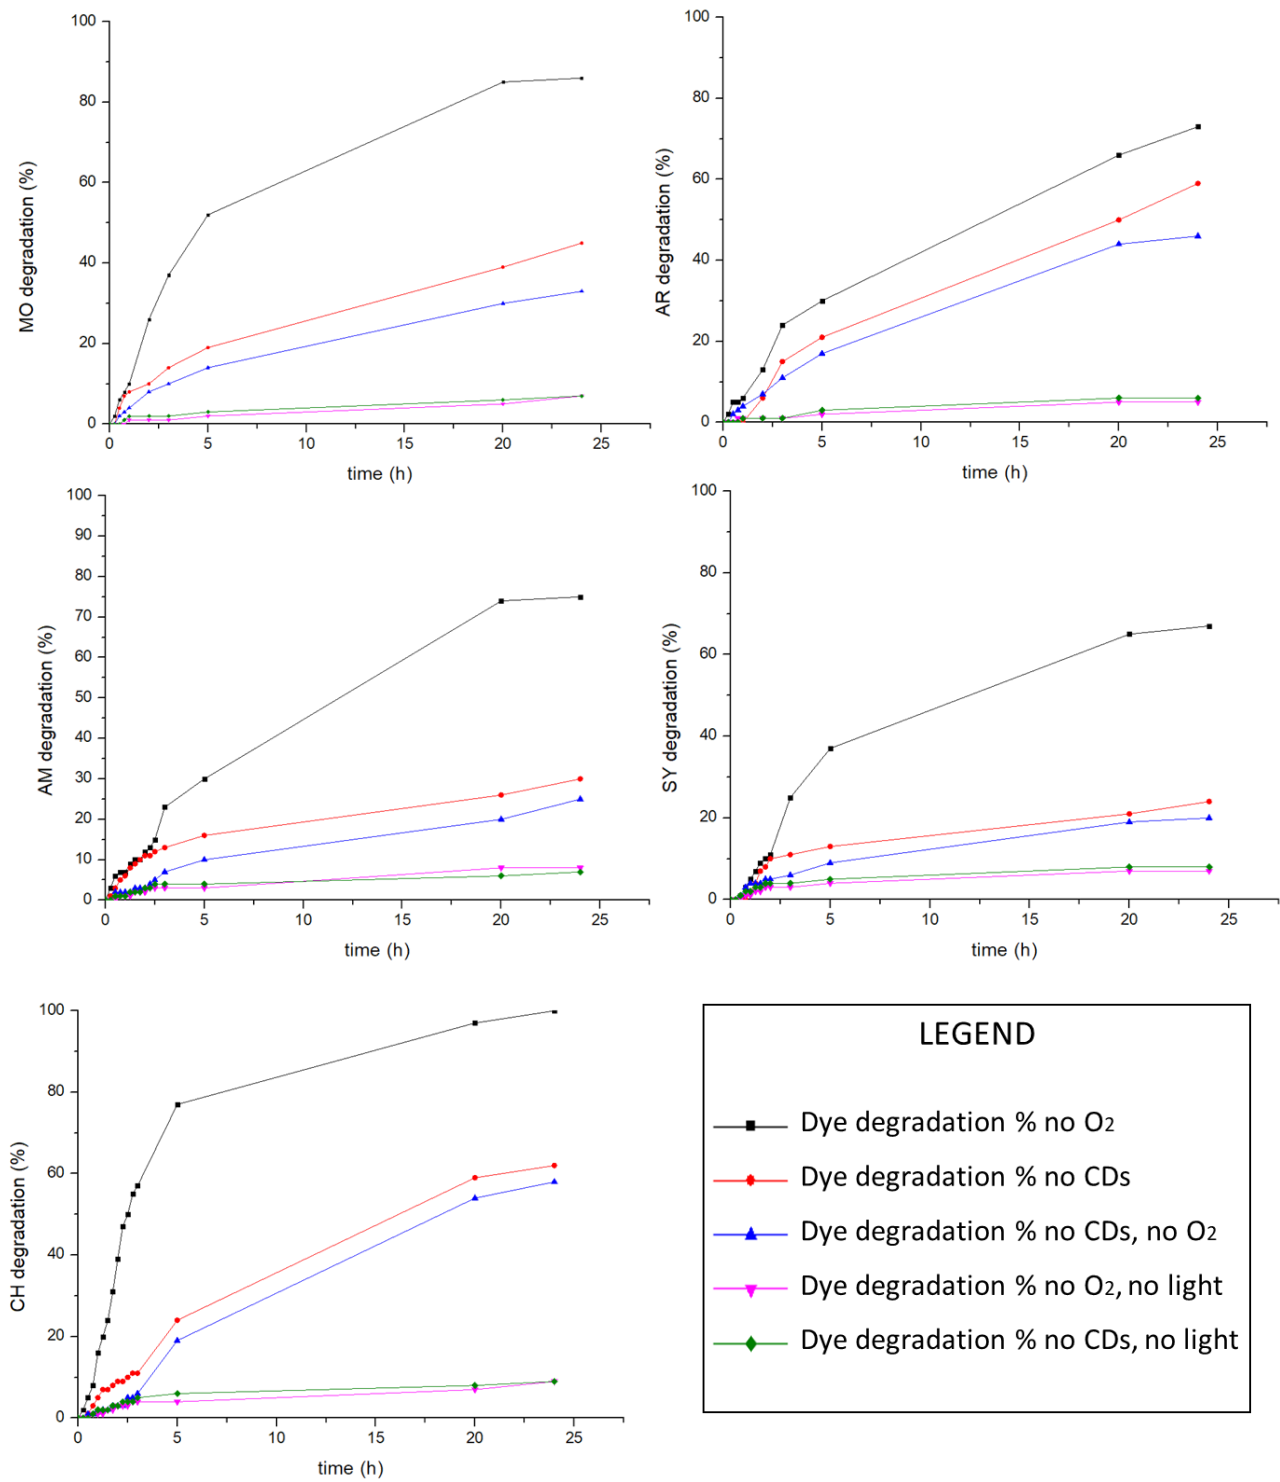 100
80
60
40
20
0
MO degradation (%)
0 5 10 15 20 25
time (h)
100
80
60
40
20
0
AR degradation (%)
0 5 10 15 20 25
time (h)
100
90
80
70
60
50
40
30
20
10
0
AM degradation (%)
0 5 10 15 20 25
time (h)
100
80
60
40
20
0
SY degradation (%)
0 5 10 15 20 25
time (h)
100
80
60
40
20
0
CH degradation (%)
0 5 10 15 20 25
time (h)
LEGEND
Dye degradation % no O2
Dye degradation % no CDs
Dye degradation % no CDs, no O2
Dye degradation % no O2, no light
Dye degradation % no CDs, no light